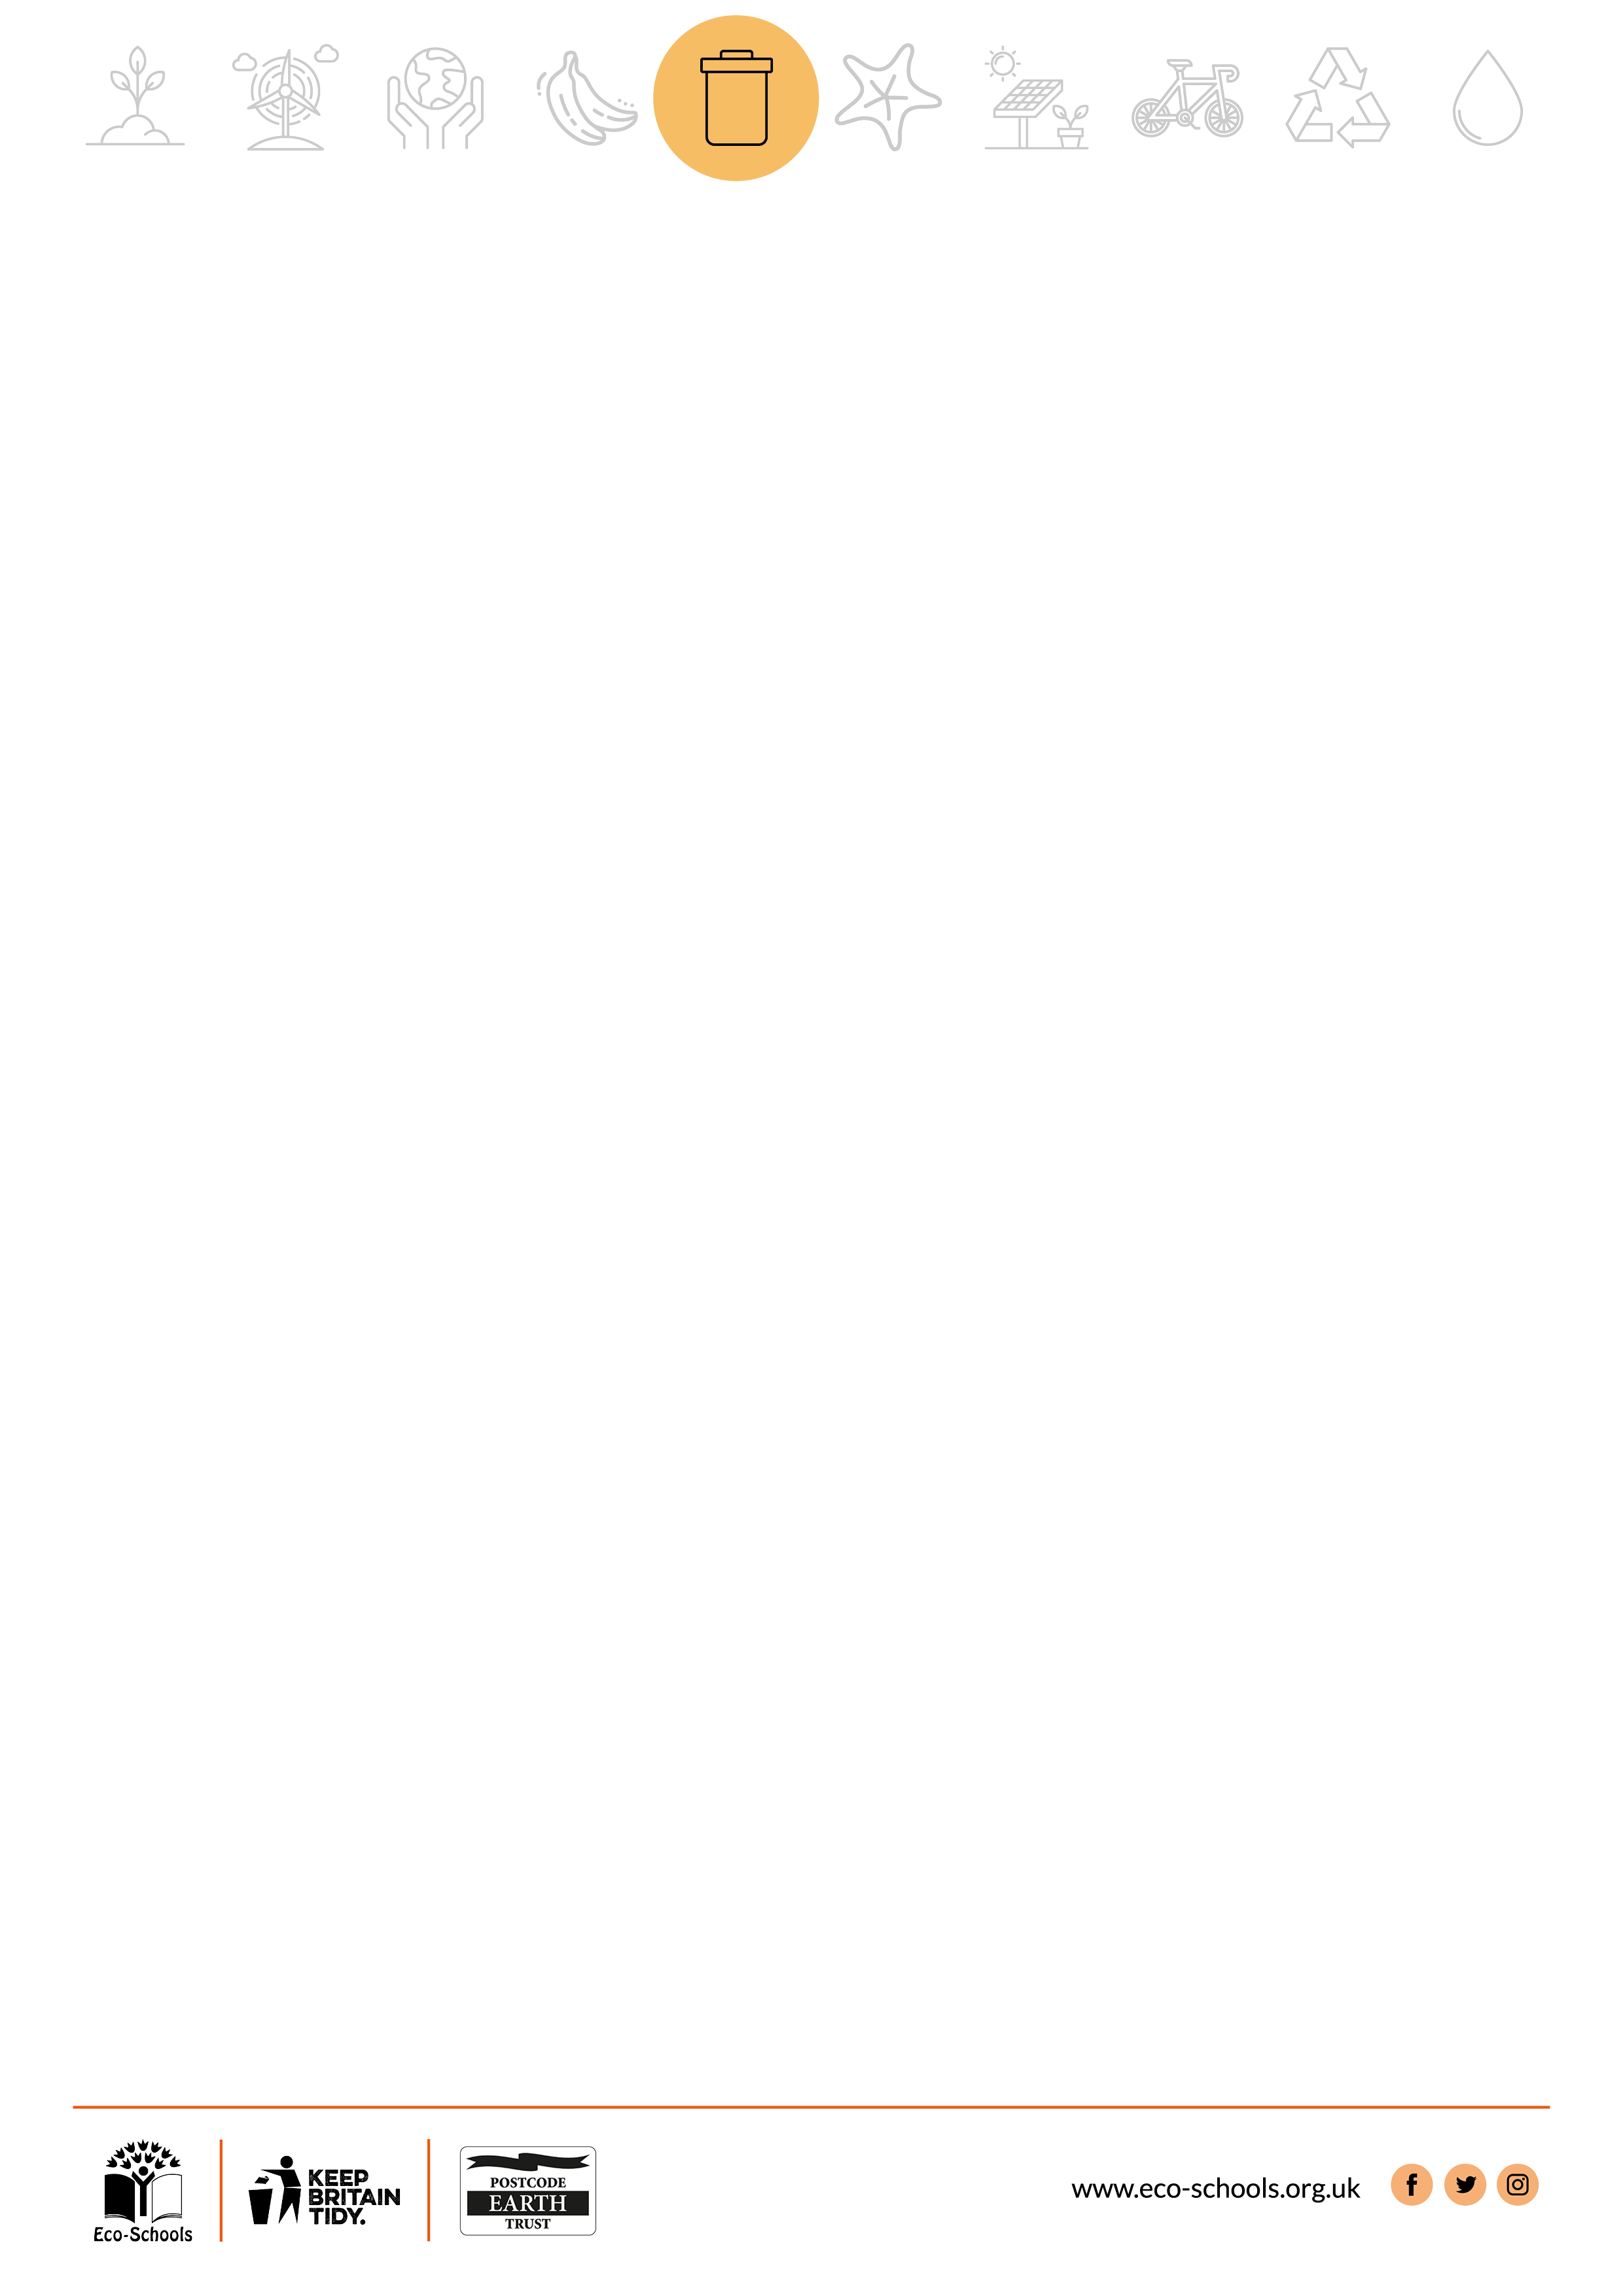 Eco-Schools
KEEP
BRITAIN
TIDY.
POSTCODE
EARTH
TRUST
www.eco-schools.org.uk